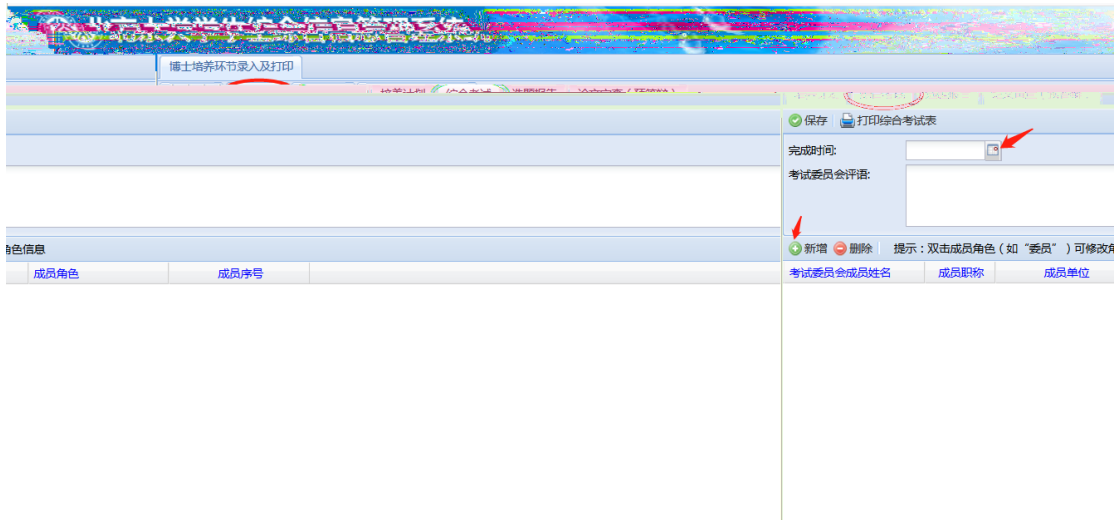 博士培养环节录入及打印
保存 打印综合考试表
完成时间:
考试委员会评语:
角色信息
新增 删除 提示：双击成员角色（如“委员”）可修改角
成员角色 成员序号
考试委员会成员姓名 成员职称 成员单位